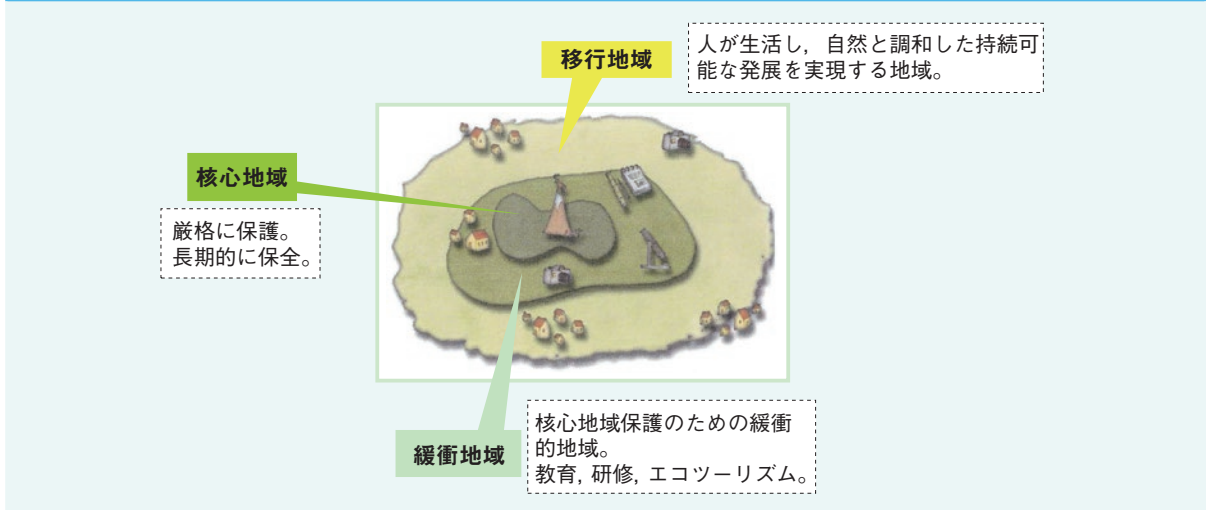 移行地域
人が生活し，自然と調和した持続可
能な発展を実現する地域。
核心地域
厳格に保護。
長期的に保全。
緩衝地域
核心地域保護のための緩衝
的地域。
教育，研修，エコツーリズム。